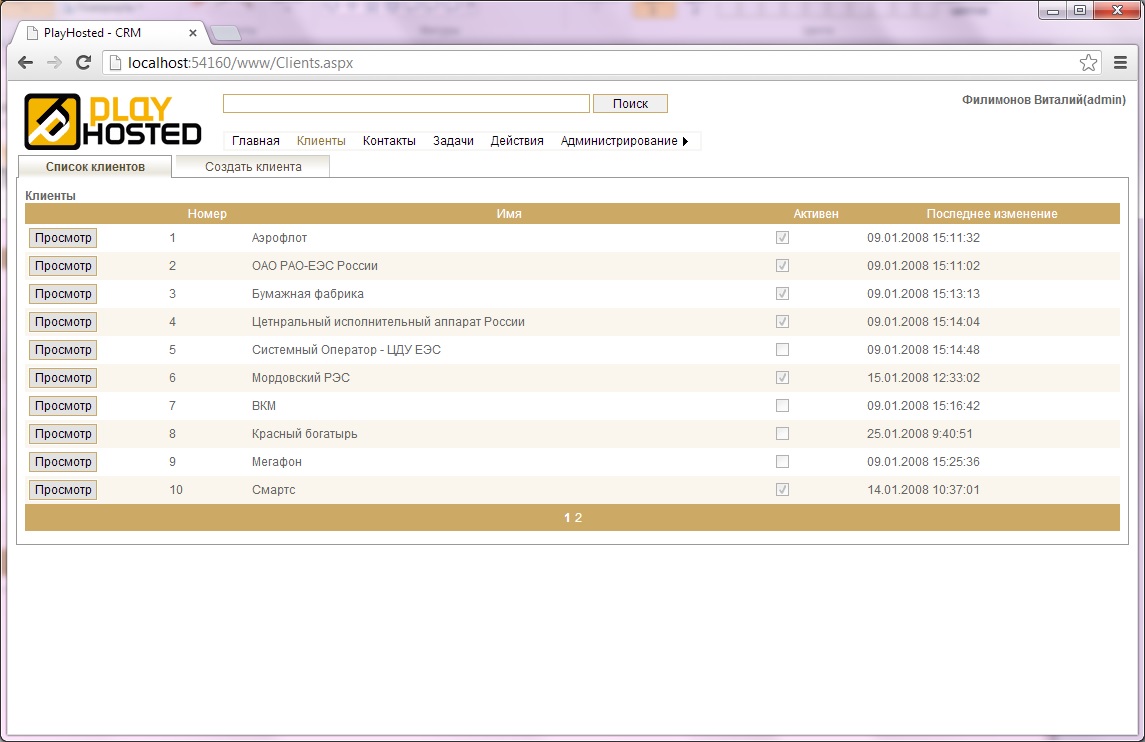 PlayHosted - CRM
localhost:54160/www/Clients.aspx
PLAY
HOSTED
Поиск
Филимонов Виталий(admin)
Главная Клиенты Контакты Задачи Действия Администрирование
Список клиентов Создать клиента
Клиенты
Номер Имя Активен Последнее изменение
Просмотр 1 Аэрофлот 09.01.2008 15:11:32
Просмотр 2 ОАО РАО-ЕЭС России 09.01.2008 15:11:02
Просмотр 3 Бумажная фабрика 09.01.2008 15:13:13
Просмотр 4 Цетнральный исполнительный аппарат России 09.01.2008 15:14:04
Просмотр 5 Системный Оператор - ЦДУ ЕЭС 09.01.2008 15:14:48
Просмотр 6 Мордовский РЭС 15.01.2008 12:33:02
Просмотр 7 ВКМ 09.01.2008 15:16:42
Просмотр 8 Красный богатырь 25.01.2008 9:40:51
Просмотр 9 Мегафон 09.01.2008 15:25:36
Просмотр 10 Смартс 14.01.2008 10:37:01
1 2